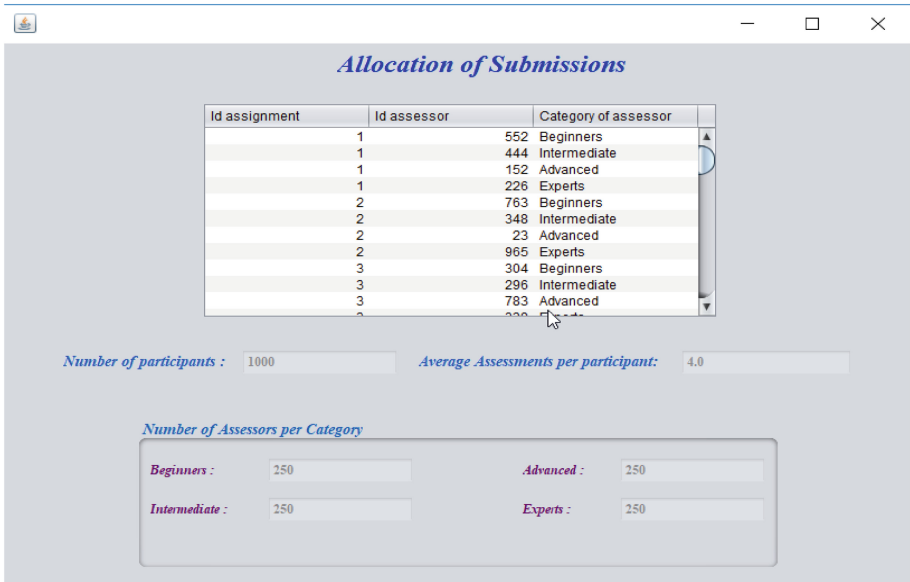 Allocation of Submissions
Id assignment Id assessor Category of assessor
1 552 Beginners
1 444 Intermediate
1 152 Advanced
1 226 Experts
2 763 Beginners
2 348 Intermediate
2 23 Advanced
2 965 Experts
3 304 Beginners
3 296 Intermediate
3 783 Advanced
Number of participants : 1000 Average Assessments per participant: 4.0
Number of Assessors per Category
Beginners : 250 Advanced : 250
Intermediate : 250 Experts : 250